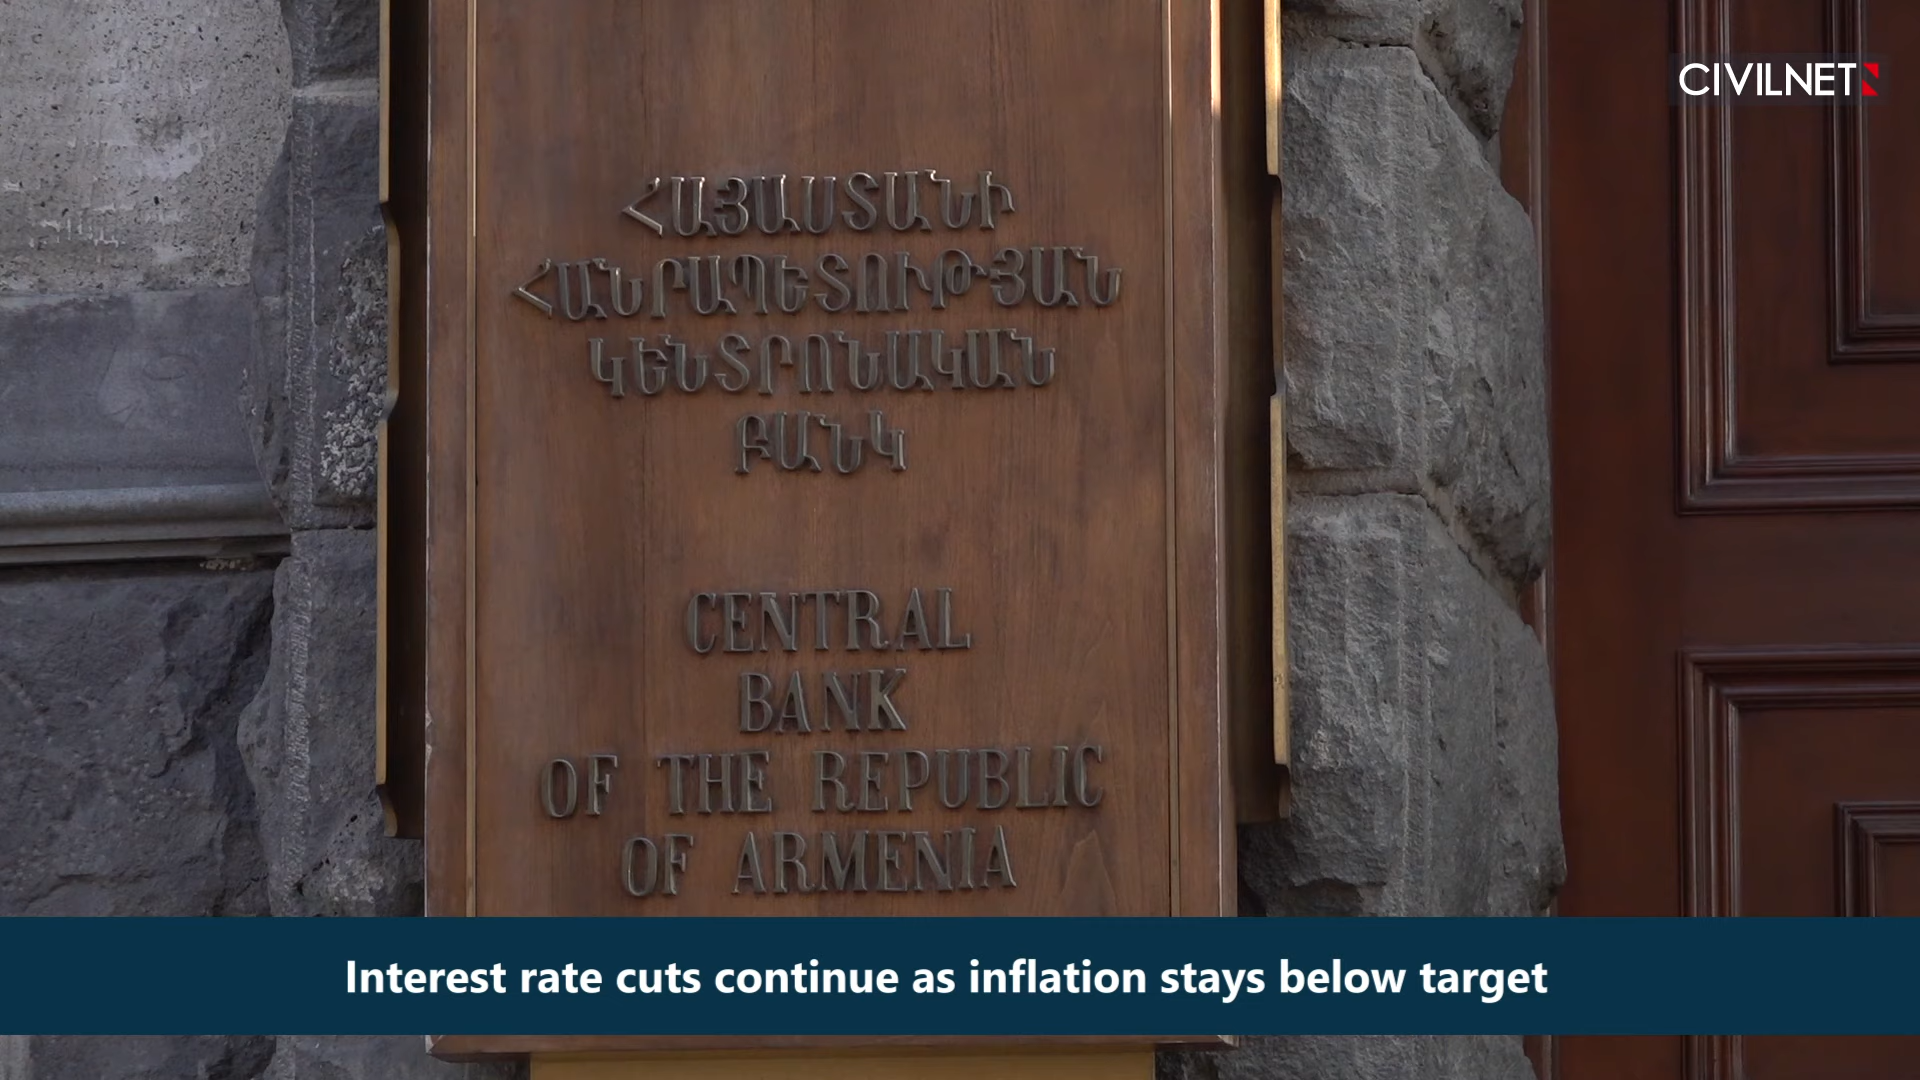 CIVILNET
ՀԱՅԱՍՏԱՆԻ
ՀԱՆՐԱՊԵՏՈՒԹՅԱՆ
ԿԵՆՏՐՈՆԱԿԱՆ
ԲԱՆԿ
CENTRAL
BANK
OF THE REPUBLIC
OF ARMENIA
Interest rate cuts continue as inflation stays below target